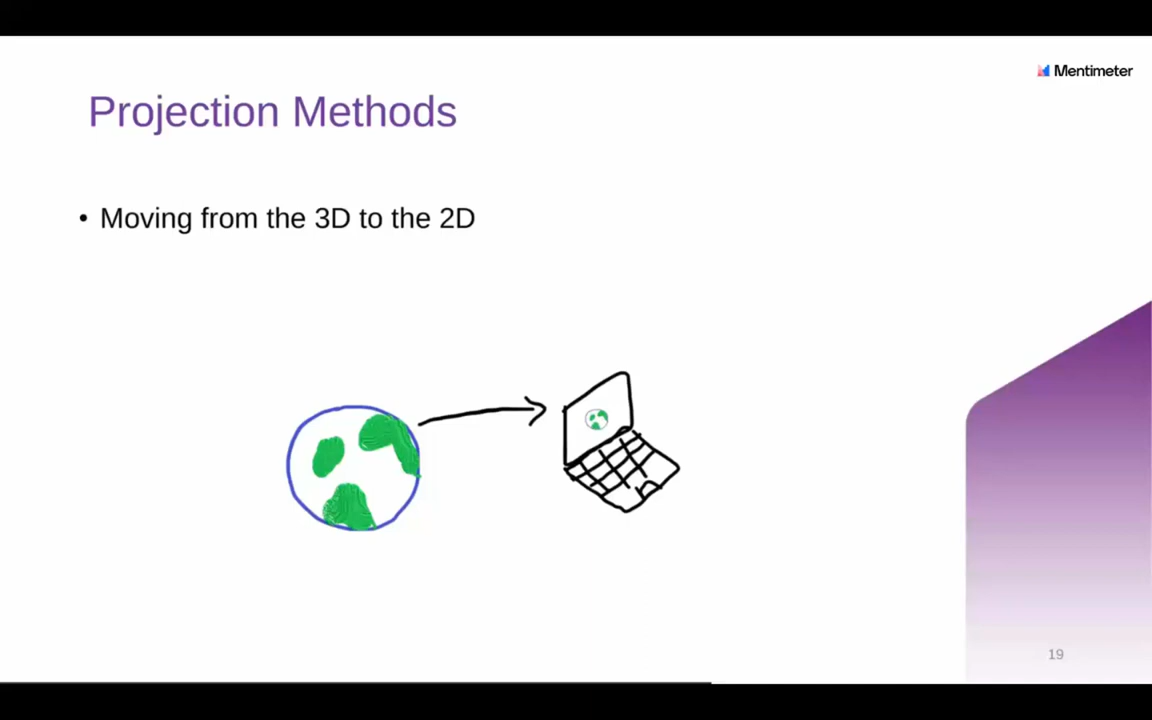 Mentimeter
Projection Methods
• Moving from the 3D to the 2D
19